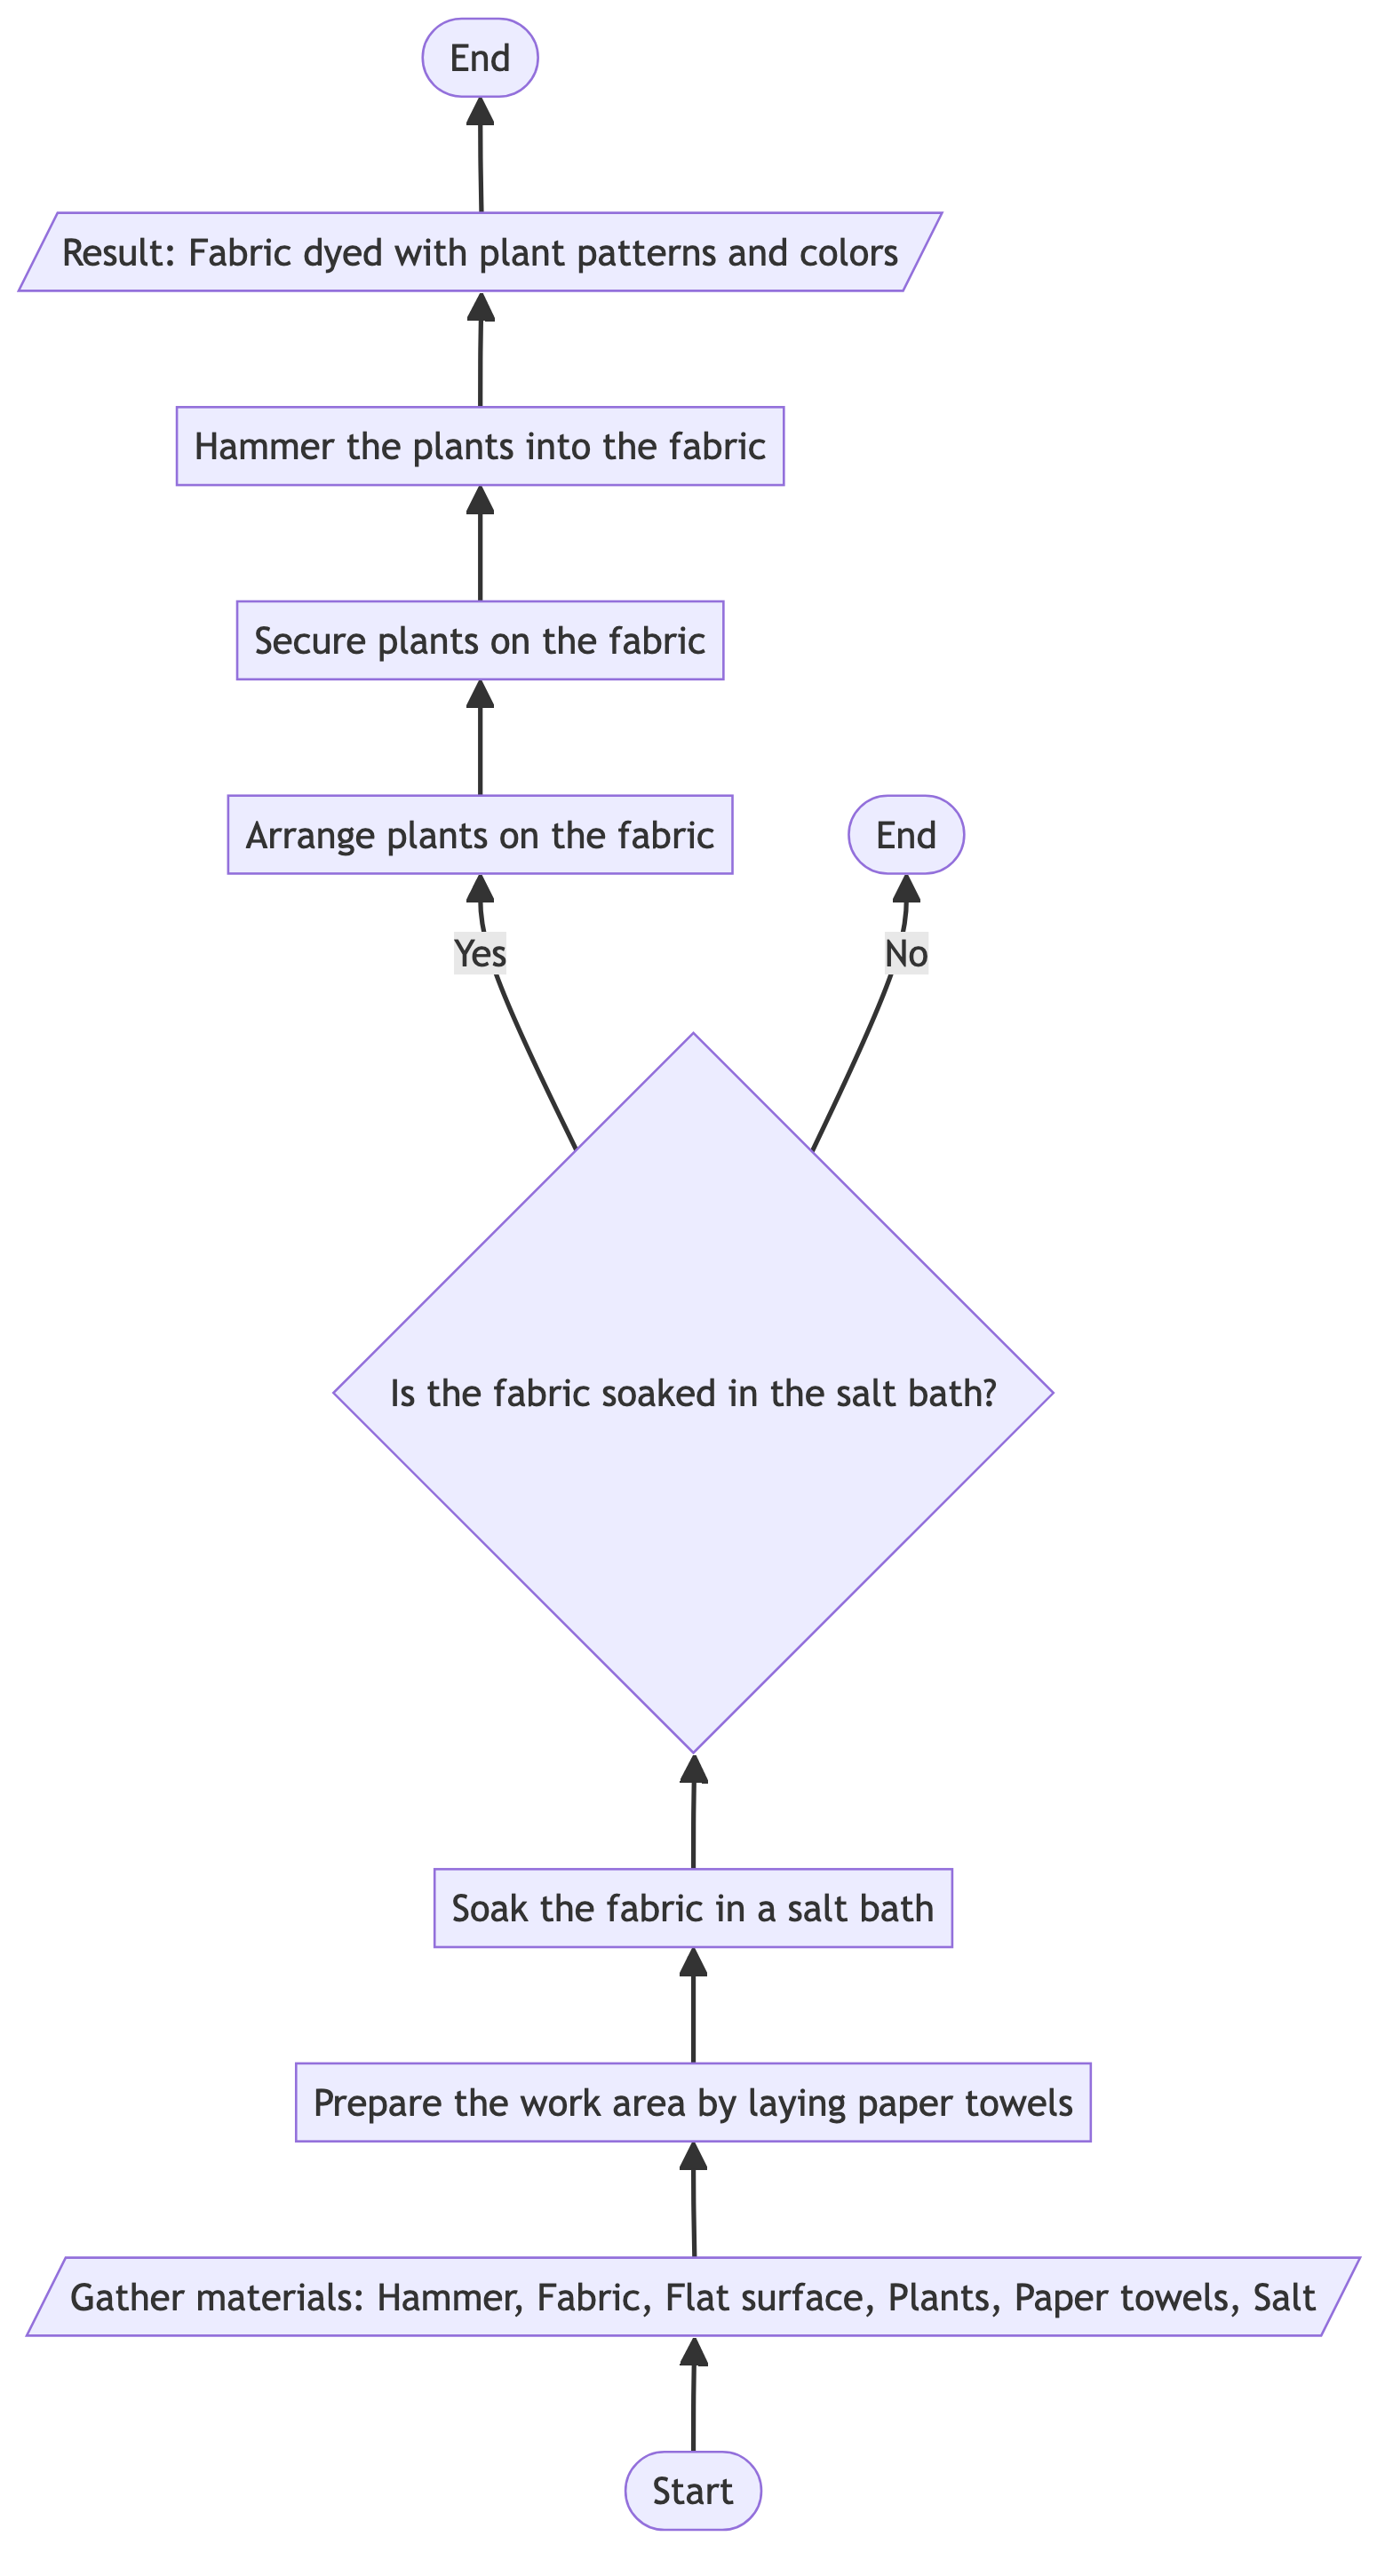 End
Result: Fabric dyed with plant patterns and colors
Hammer the plants into the fabric
Secure plants on the fabric
Arrange plants on the fabric
End
Yes
No
Is the fabric soaked in the salt bath?
Soak the fabric in a salt bath
Prepare the work area by laying paper towels
Gather materials: Hammer, Fabric, Flat surface, Plants, Paper towels, Salt
Start